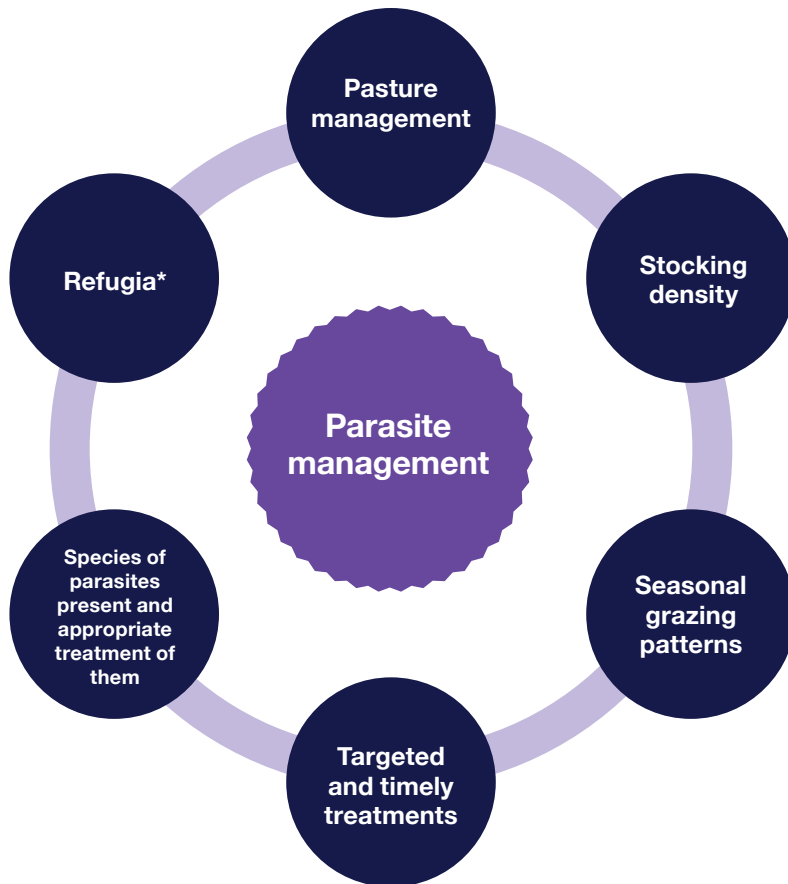 Pasture
management
Stocking
density
Seasonal
grazing
patterns
Targeted
and timely
treatments
Species of
parasites
present and
appropriate
treatment of
them
Refugia*
Parasite
management